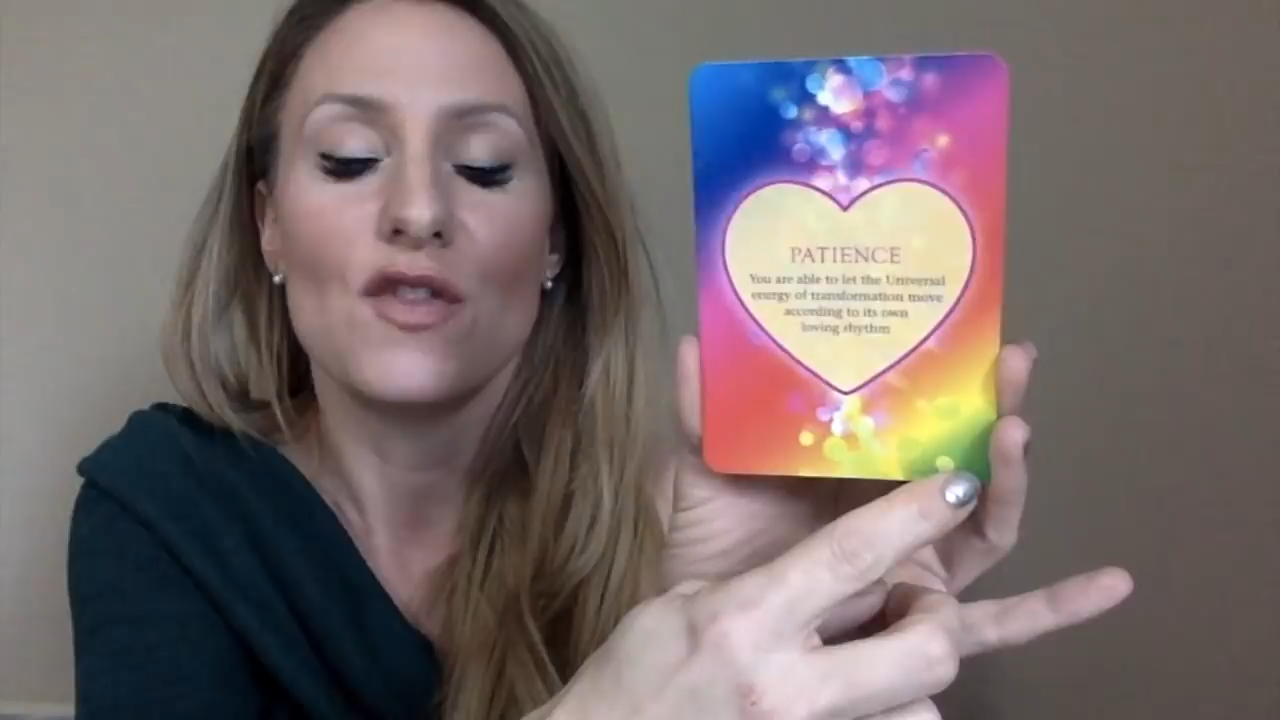 PATIENCE
You are able to let the Universal
energy of transformation move
according to its own
loving rhythm